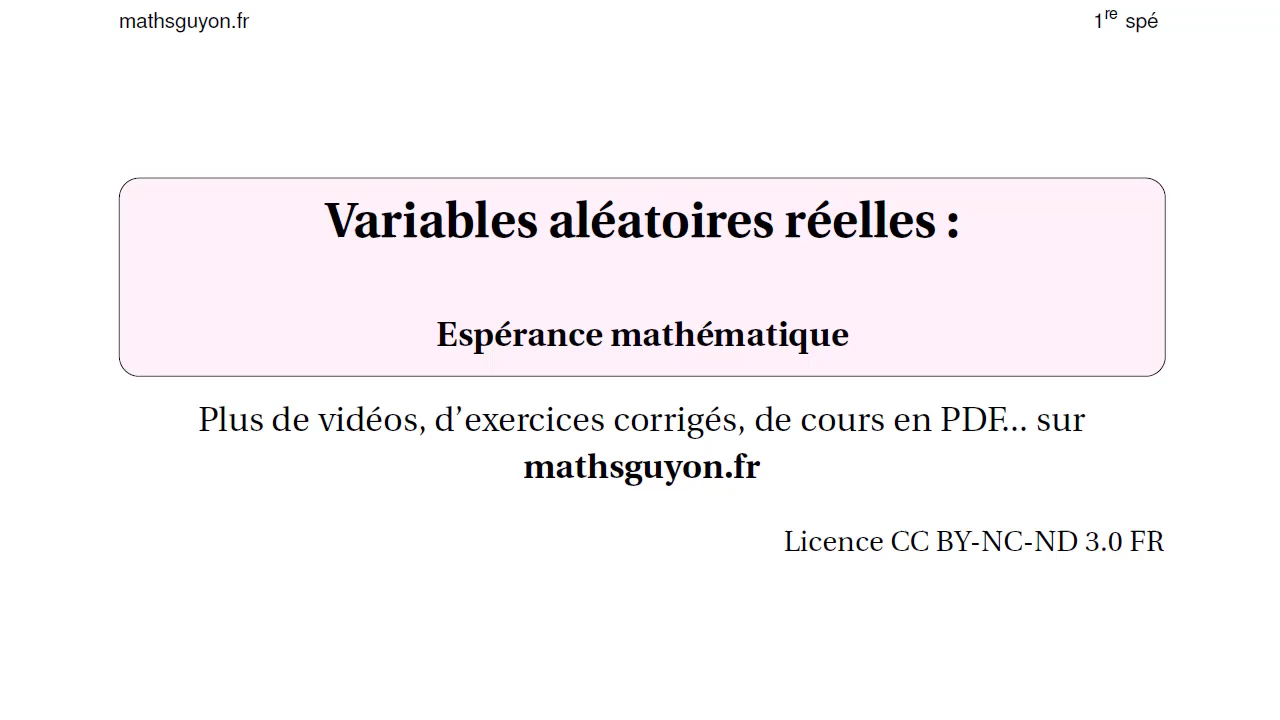 mathsguyon.fr
1re spé
Variables aléatoires réelles :
Espérance mathématique
Plus de vidéos, d’exercices corrigés, de cours en PDF... sur
mathsguyon.fr
Licence CC BY-NC-ND 3.0 FR